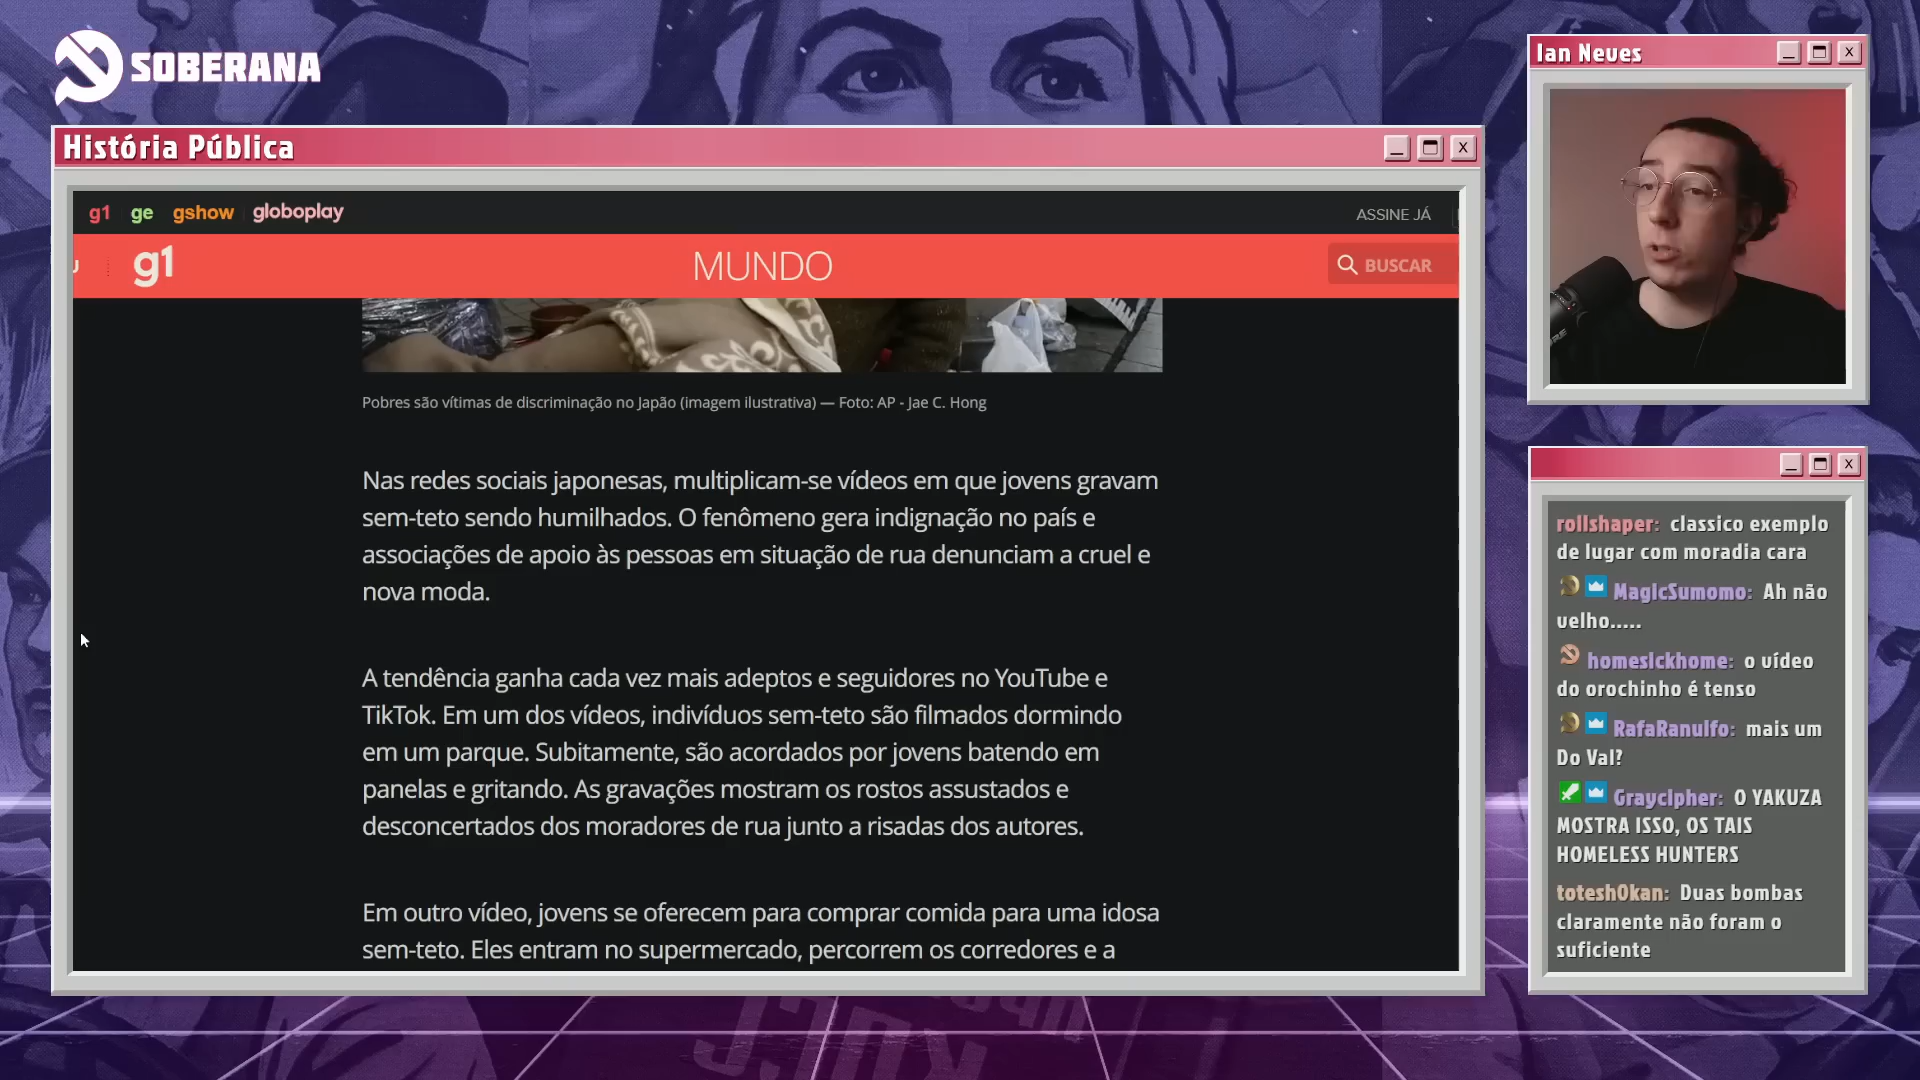 SOBERANA
História Pública
g1 ge gshow globoplay
ASSINE JÁ
g1
MUNDO
BUSCAR
Pobres são vítimas de discriminação no Japão (imagem ilustrativa) — Foto: AP - Jae C. Hong
Nas redes sociais japonesas, multiplicam-se vídeos em que jovens gravam
sem-teto sendo humilhados. O fenômeno gera indignação no país e
associações de apoio às pessoas em situação de rua denunciam a cruel e
nova moda.
A tendência ganha cada vez mais adeptos e seguidores no YouTube e
TikTok. Em um dos vídeos, indivíduos sem-teto são filmados dormindo
em um parque. Subitamente, são acordados por jovens batendo em
panelas e gritando. As gravações mostram os rostos assustados e
desconcertados dos moradores de rua junto a risadas dos autores.
Em outro vídeo, jovens se oferecem para comprar comida para uma idosa
sem-teto. Eles entram no supermercado, percorrem os corredores e a
Ian Neves
rollshaper: classico exemplo
de lugar com moradia cara
MagicSumomo: Ah não
velho.....
homesickhome: o vídeo
do orochinho é tenso
RafaRanulfo: mais um
Do Val?
Graycipher: O YAKUZA
MOSTRA ISSO, OS TAIS
HOMELESS HUNTERS
totesh0kan: Duas bombas
claramente não foram o
suficiente